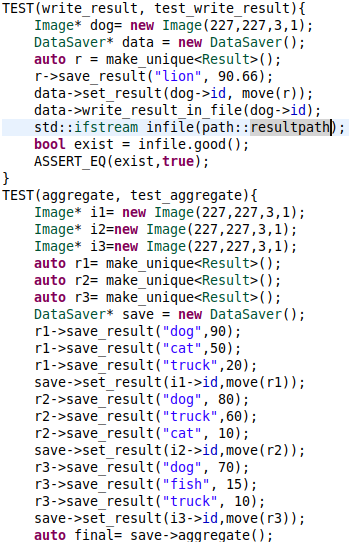 TEST(write_result, test_write_result){
    Image* dog= new Image(227,227,3,1);
    DataSaver* data = new DataSaver();
    auto r = make_unique<Result>();
    r->save_result("lion", 90.66);
    data->set_result(dog->id, move(r));
    data->write_result_in_file(dog->id);
    std::ifstream infile(path::resultpath);
    bool exist = infile.good();
    ASSERT_EQ(exist,true);
}
TEST(aggregate, test_aggregate){
    Image* i1= new Image(227,227,3,1);
    Image* i2=new Image(227,227,3,1);
    Image* i3=new Image(227,227,3,1);
    auto r1= make_unique<Result>();
    auto r2= make_unique<Result>();
    auto r3= make_unique<Result>();
    DataSaver* save = new DataSaver();
    r1->save_result("dog",90);
    r1->save_result("cat",50);
    r1->save_result("truck",20);
    save->set_result(i1->id,move(r1));
    r2->save_result("dog", 80);
    r2->save_result("truck",60);
    r2->save_result("cat", 10);
    save->set_result(i2->id,move(r2));
    r3->save_result("dog", 70);
    r3->save_result("fish", 15);
    r3->save_result("truck", 10);
    save->set_result(i3->id,move(r3));
    auto final= save->aggregate();